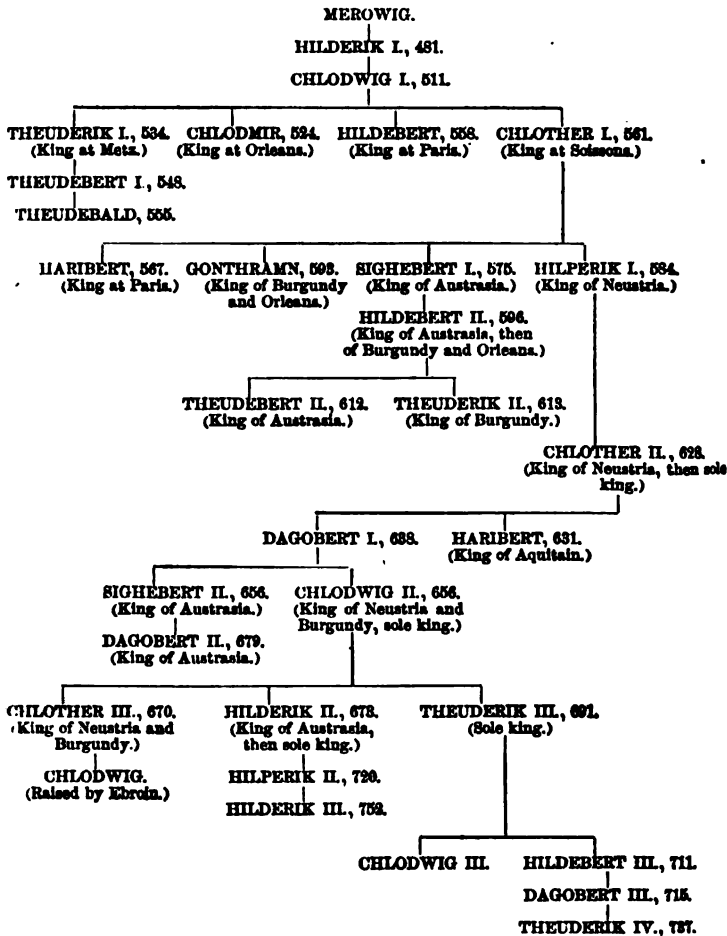 MEROWIG.
HILDERIK I., 481.
CHLODWIG I., 511.
THEUDERIK I., 534. CHLODMIR, 524. HILDEBERT, 558. CHLOTHER I., 561.
(King at Metz.) (King at Orleans.) (King at Paris.) (King at Soissons.)
THEUDEBERT I., 548.
THEUDEBALD, 555.
HARIBERT, 567. GONTHRAMN, 593. SIGHEBERT I., 575. HILPERIK I., 584.
(King at Paris.) (King of Burgundy (King of Austrasia.) (King of Neustria.)
and Orleans.)
HILDEBERT II., 596.
(King of Austrasia, then
of Burgundy and Orleans.)
THEUDEBERT II., 612. THEUDERIK II., 613.
(King of Austrasia.) (King of Burgundy.)
CHLOTHER II., 628.
(King of Neustria, then sole
king.)
DAGOBERT I., 638. HARIBERT, 631.
(King of Aquitain.)
SIGHEBERT II., 656. CHLODWIG II., 656.
(King of Austrasia.) (King of Neustria and
Burgundy, sole king.)
DAGOBERT II., 679.
(King of Austrasia.)
CHLOTHER III., 670. HILDERIK II., 673. THEUDERIK III., 691.
(King of Neustria and (King of Austrasia, (Sole king.)
Burgundy.) then sole king.)
CHLODWIG. HILPERIK II., 720.
(Raised by Ebroin.)
HILDERIK III., 752.
CHLODWIG III. HILDEBERT III., 711.
DAGOBERT III., 715.
THEUDERIK IV., 737.